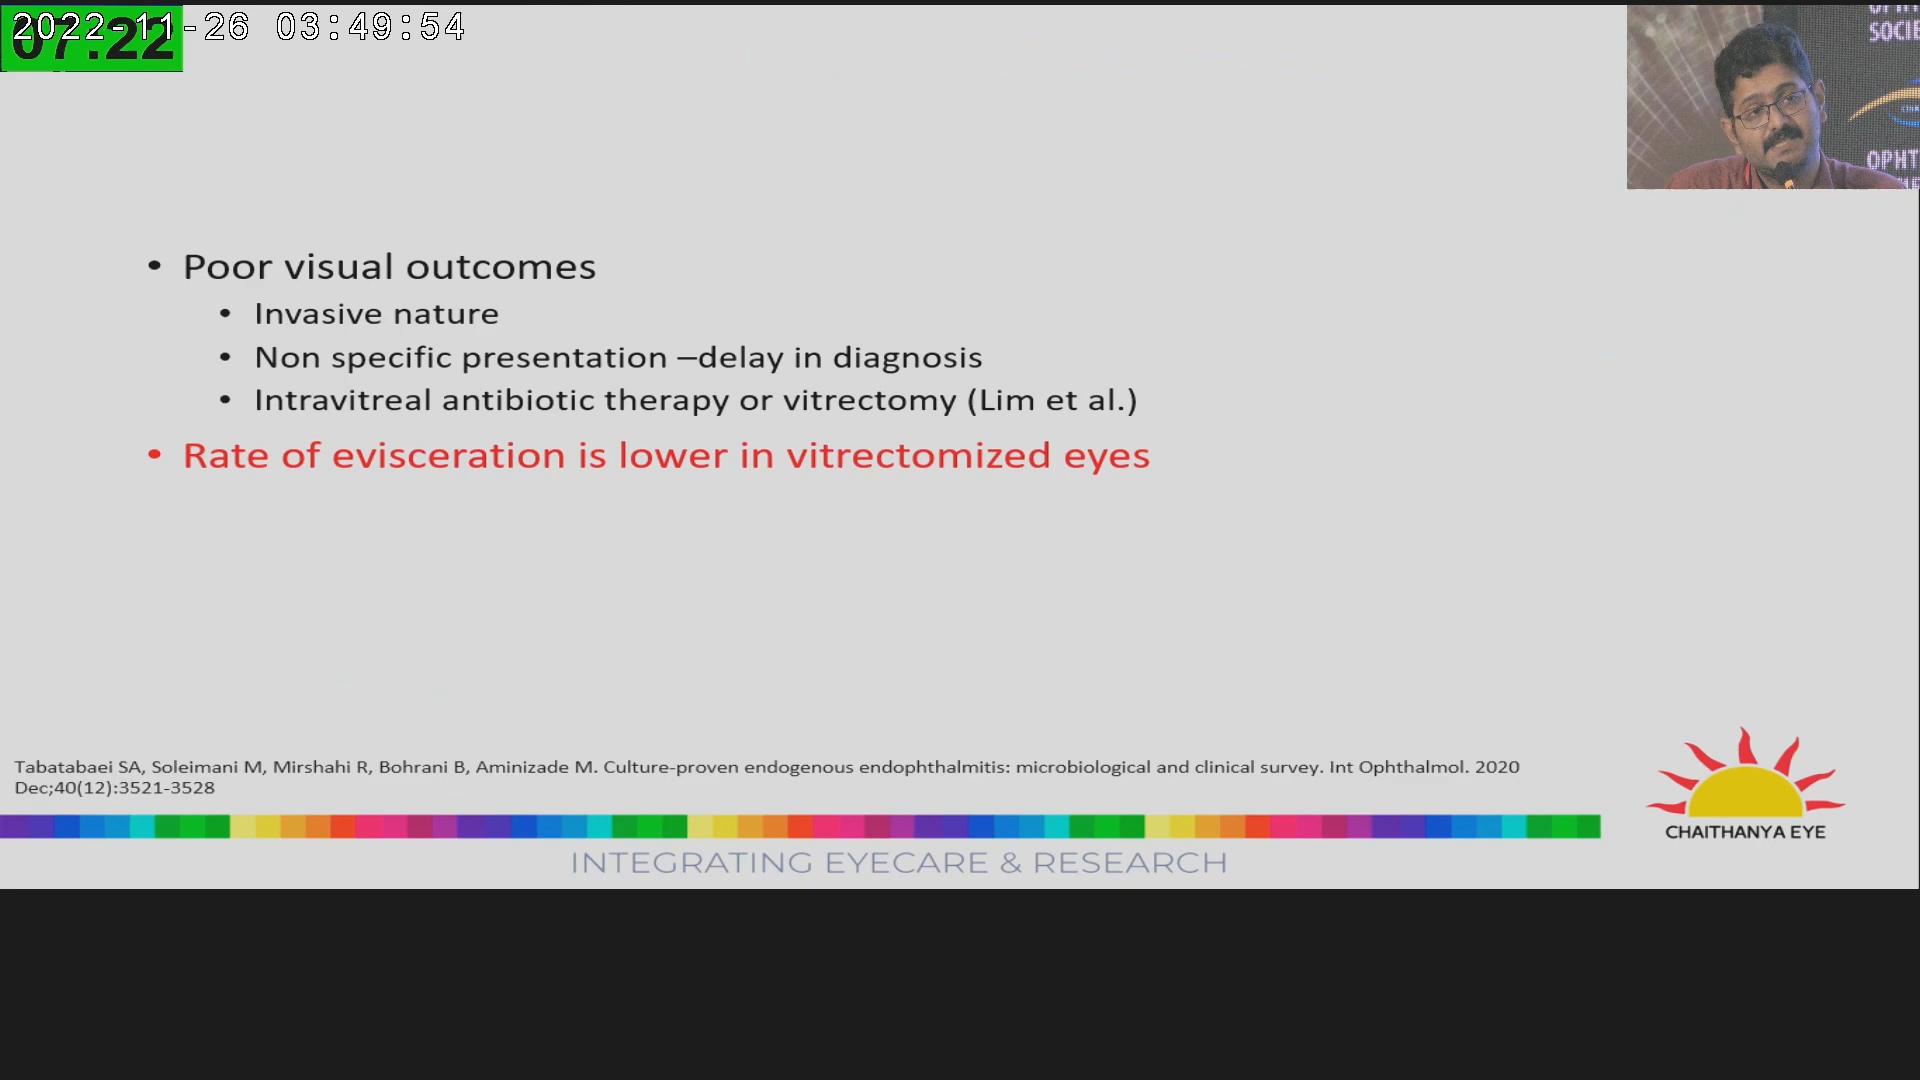 2022-11-26 03:49:54
07:22
SOCIE
OPHT
• Poor visual outcomes
• Invasive nature
• Non specific presentation –delay in diagnosis
• Intravitreal antibiotic therapy or vitrectomy (Lim et al.)
• Rate of evisceration is lower in vitrectomized eyes
Tabatabaei SA, Soleimani M, Mirshahi R, Bohrani B, Aminizade M. Culture-proven endogenous endophthalmitis: microbiological and clinical survey. Int Ophthalmol. 2020
Dec;40(12):3521-3528
CHAITHANYA EYE
INTEGRATING EYECARE & RESEARCH